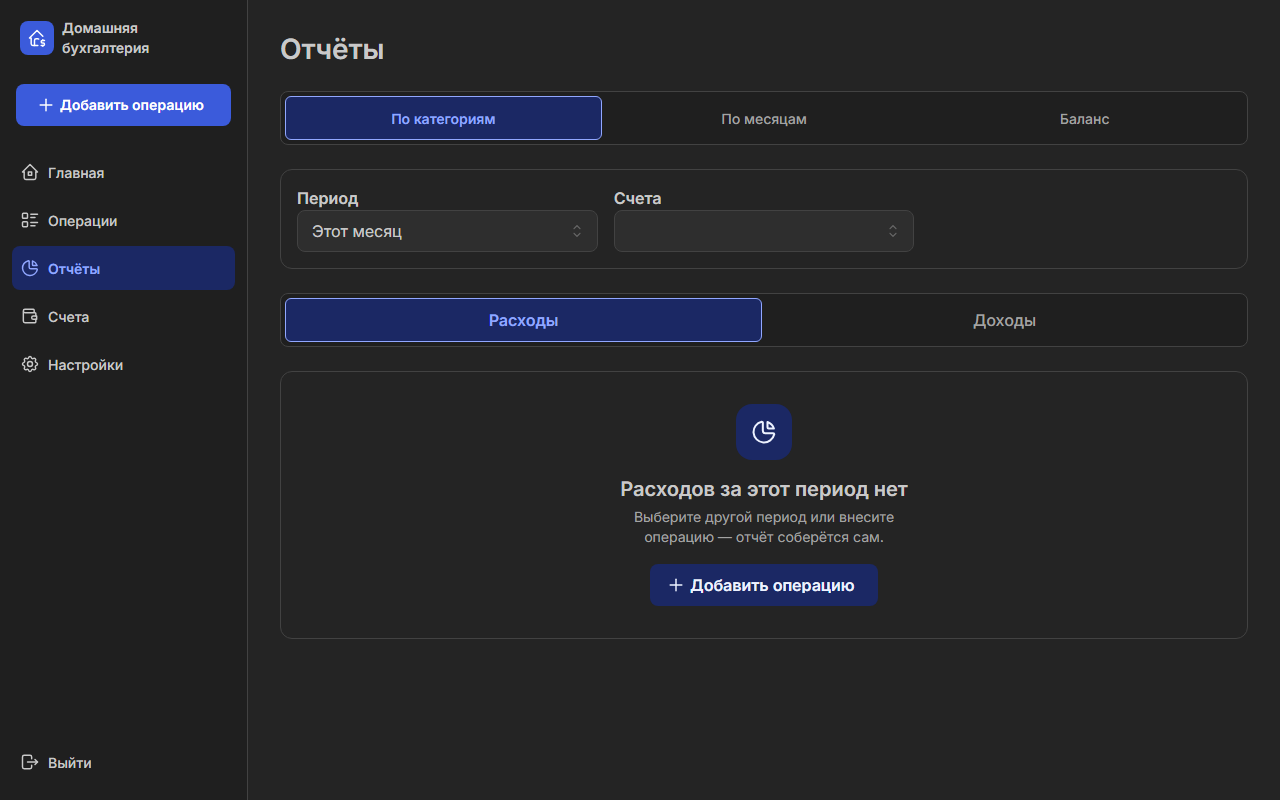 Домашняя
бухгалтерия
Добавить операцию
Главная
Операции
Отчёты
Счета
Настройки
Выйти
Отчёты
По категориям
По месяцам
Баланс
Период
Счета
Этот месяц
Расходы
Доходы
Расходов за этот период нет
Выберите другой период или внесите
операцию — отчёт соберётся сам.
Добавить операцию